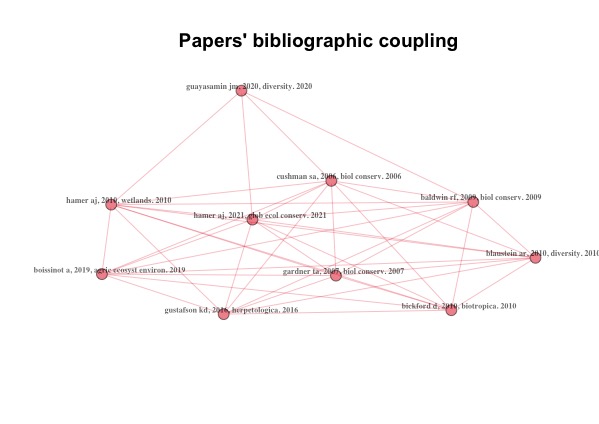 Papers' bibliographic coupling
guayasamin jm, 2020, diversity. 2020
cushman sa, 2006, biol conserv. 2006
hamer aj, 2010, wetlands. 2010
baldwin rf, 2009, biol conserv. 2009
hamer aj, 2021, glob ecol conserv. 2021
blaustein ar, 2010, diversity. 2010
boissinot a, 2019, agric ecosyst environ. 2019
gardner ta, 2007, biol conserv. 2007
gustafson kd, 2016, herpetologica. 2016
bickford d, 2010, biotropica. 2010